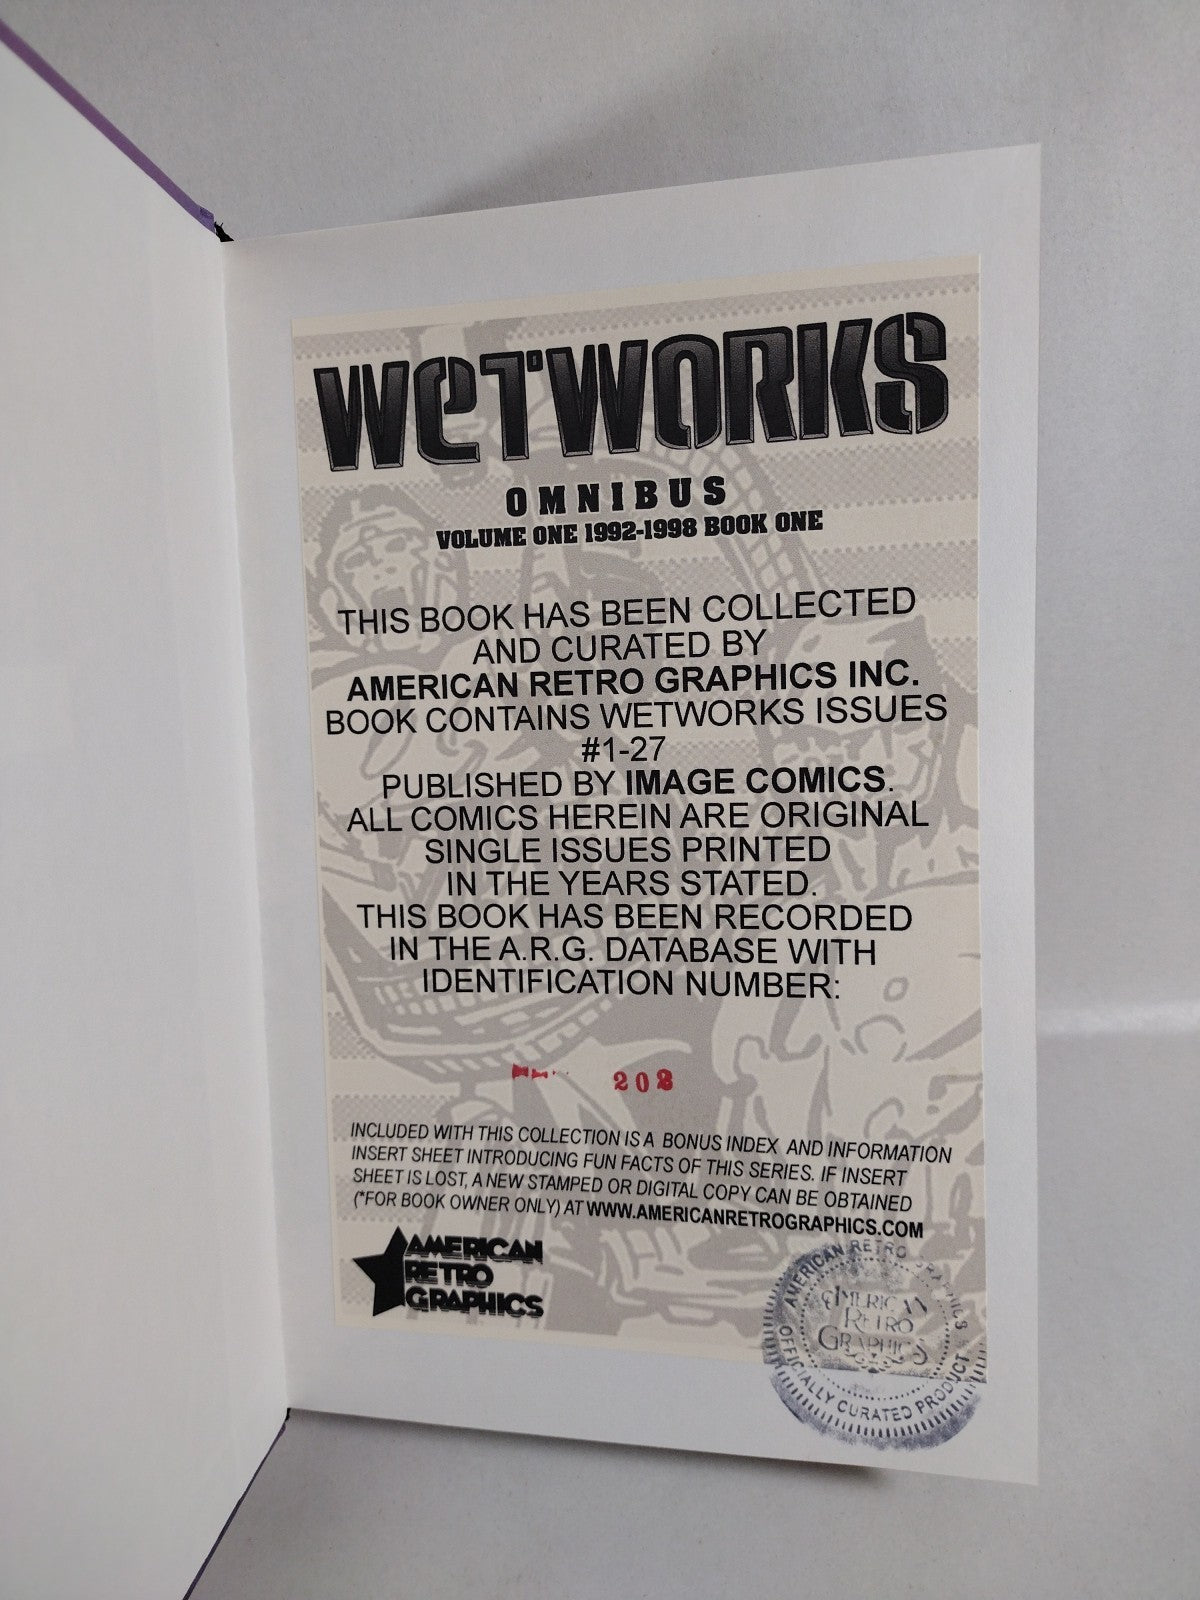 WETWORKS
OMNIBUS
VOLUME ONE 1992-1998 BOOK ONE
THIS BOOK HAS BEEN COLLECTED
AND CURATED BY
AMERICAN RETRO GRAPHICS INC.
BOOK CONTAINS WETWORKS ISSUES
#1-27
PUBLISHED BY IMAGE COMICS.
ALL COMICS HEREIN ARE ORIGINAL
SINGLE ISSUES PRINTED
IN THE YEARS STATED.
THIS BOOK HAS BEEN RECORDED
IN THE A.R.G. DATABASE WITH
IDENTIFICATION NUMBER:
INCLUDED WITH THIS COLLECTION IS A BONUS INDEX AND INFORMATION
INSERT SHEET INTRODUCING FUN FACTS OF THIS SERIES. IF INSERT
SHEET IS LOST, A NEW STAMPED OR DIGITAL COPY CAN BE OBTAINED
(*FOR BOOK OWNER ONLY) AT WWW.AMERICANRETROGRAPHICS.COM
AMERICAN
RETRO
GRAPHICS
AMERICAN RETRO GRAPHICS
AMERICAN
RETRO
GRAPHICS
OFFICIALLY CURATED PRODUCT